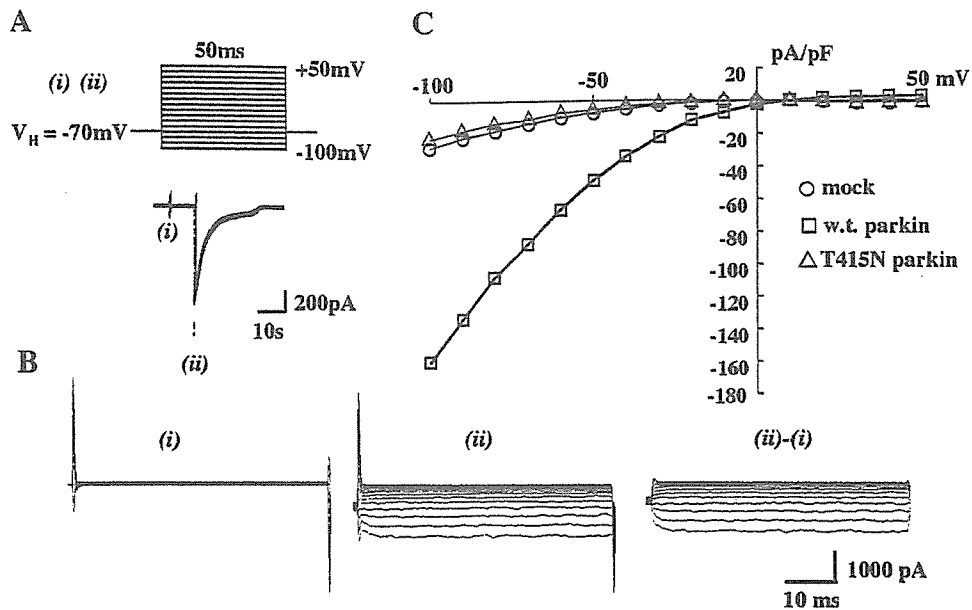 A
50ms
(i) (ii)
+50mV
V_H = -70mV
-100mV
(i)
200pA
10s
(ii)
C
pA/pF
20
-100
-50
50 mV
-20
-40
-60
-80
-100
-120
-140
-160
-180
mock
w.t. parkin
T415N parkin
B
(i)
(ii)
(ii)-(i)
1000 pA
10 ms